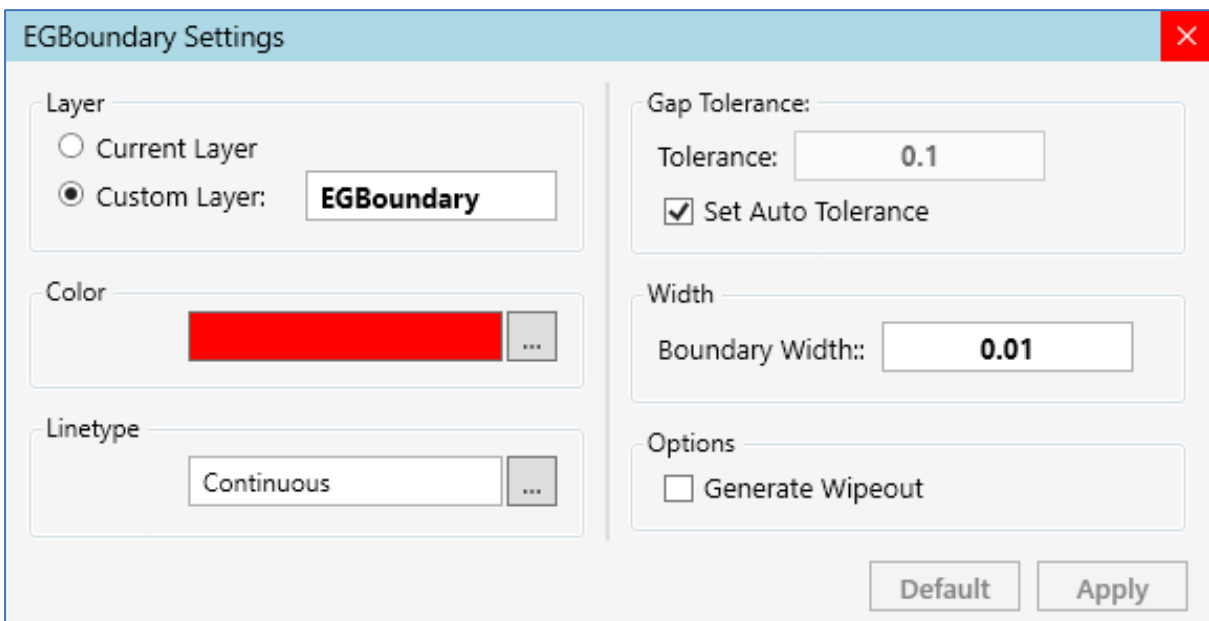 EGBoundary Settings
Layer
Current Layer
Custom Layer: EGBoundary
Color
...
Linetype
Continuous ...
Gap Tolerance:
Tolerance: 0.1
Set Auto Tolerance
Width
Boundary Width:: 0.01
Options
Generate Wipeout
Default Apply